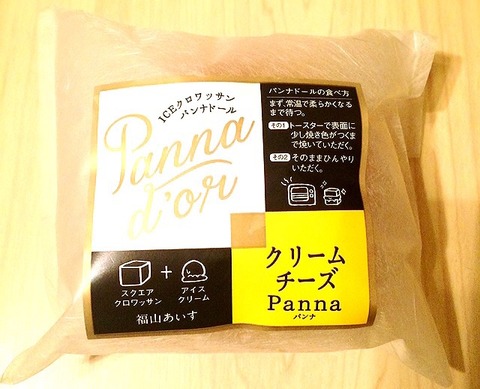 ICEクロワッサン
パンナドール
Panna
d'or
パンナドールの食べ方
まず、常温で柔らかくなる
まで待つ。
その1 トースターで表面に
少し焼き色がつくま
で焼いていただく。
その2 そのままひんやり
いただく。
スクエア
クロワッサン
+
アイス
クリーム
福山あいす
クリーム
チーズ
Panna
パンナ